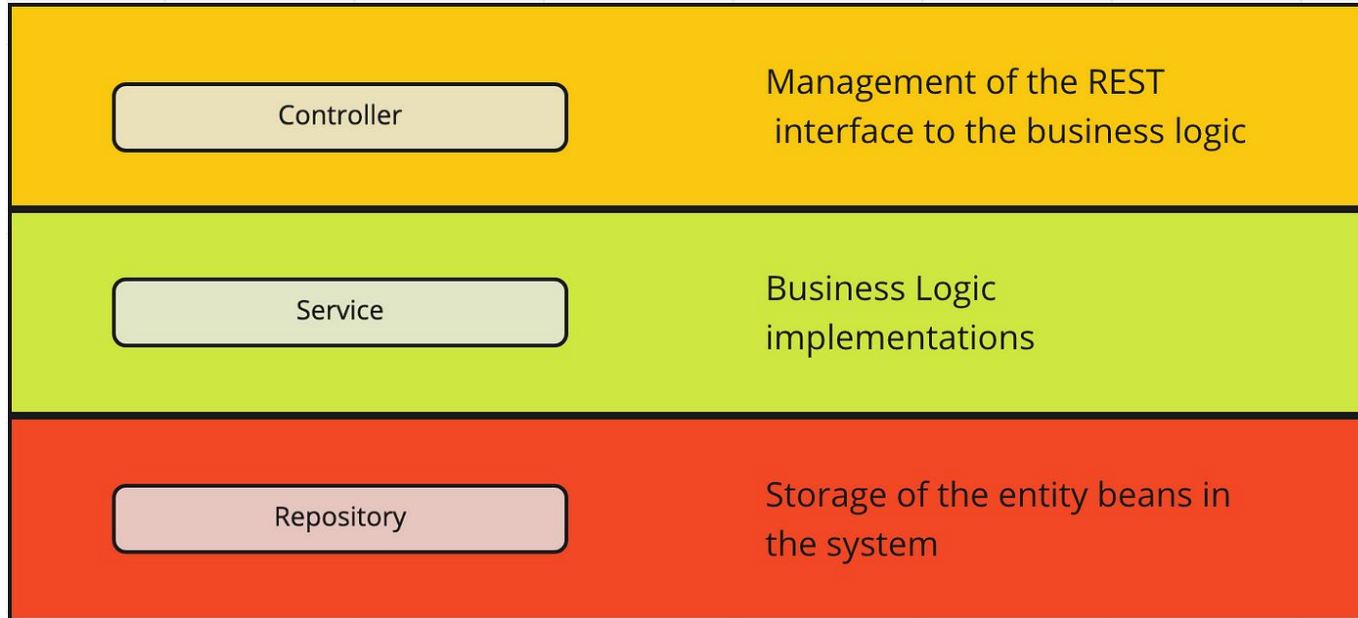 Controller
Management of the REST
interface to the business logic
Service
Business Logic
implementations
Repository
Storage of the entity beans in
the system